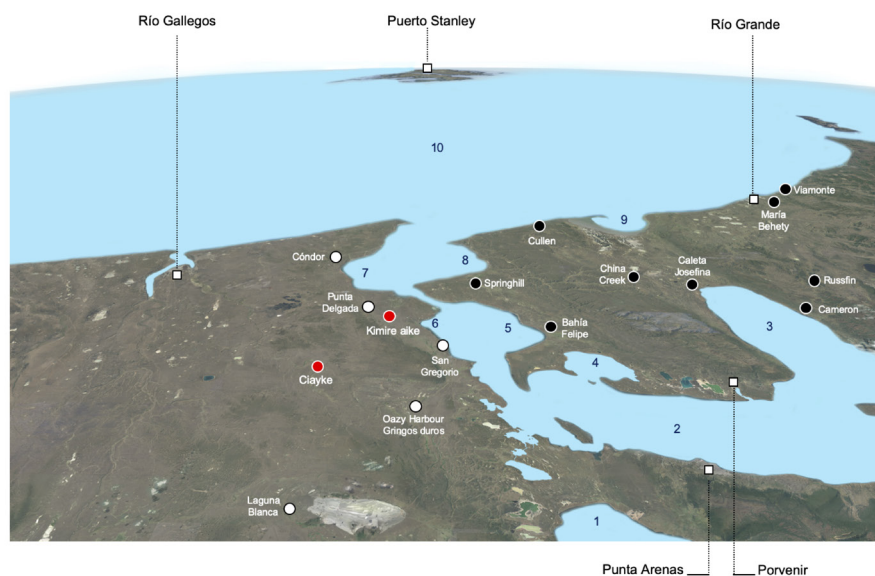 Río Gallegos
Puerto Stanley
Río Grande
10
Viamonte
María
Behety
9
Cullen
Cóndor
8
7
Springhill
China
Creek
Caleta
Josefina
Russfin
Punta
Delgada
Kimire aike
6
5
Bahía
Felipe
Cameron
3
San
Gregorio
4
Ciayke
Oazy Harbour
Gringos duros
2
Laguna
Blanca
1
Punta Arenas
Porvenir